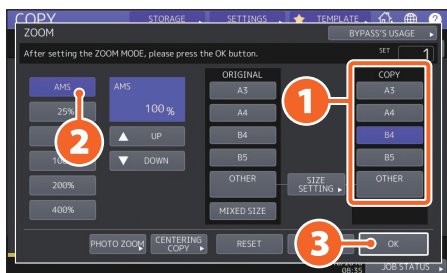 COPY STORAGE SETTINGS TEMPLATE ?
ZOOM BYPASS'S USAGE
After setting the ZOOM MODE, please press the OK button. SET 1
ORIGINAL COPY
AMS AMS A3 A3
100 %
25% A4 A4
1
2 UP B4 B4
100 DOWN B5 B5
200% OTHER SIZE SETTING OTHER
400% MIXED SIZE
PHOTO ZOOM CENTERING COPY RESET 3 OK
08:35 JOB STATUS